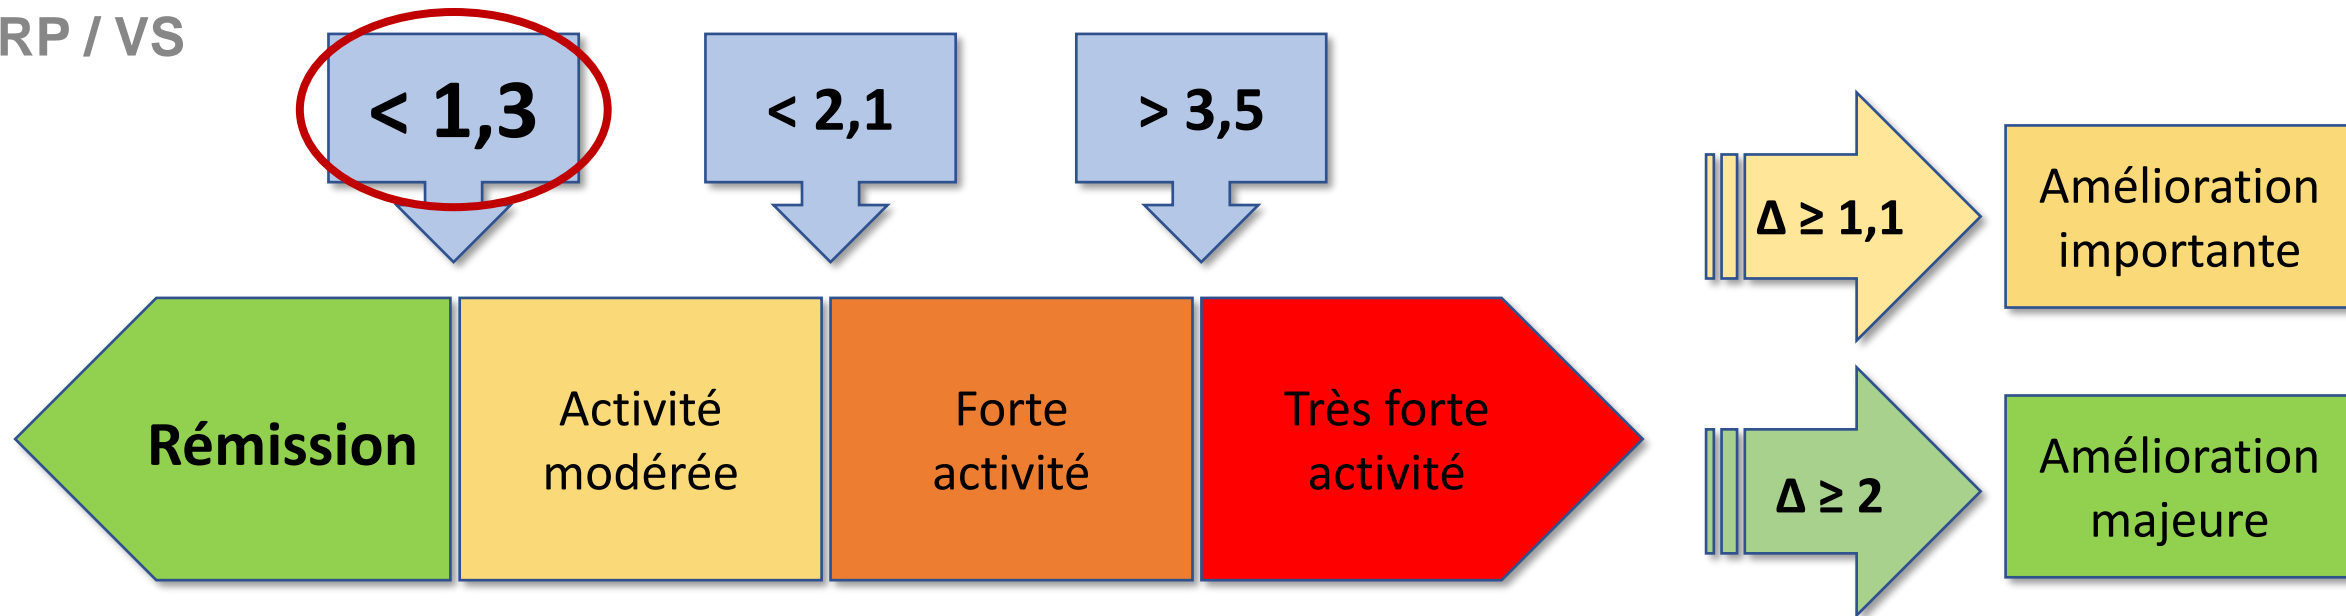 RP / VS
< 1,3
< 2,1
> 3,5
Rémission
Activité
modérée
Forte
activité
Très forte
activité
Δ ≥ 1,1
Amélioration
importante
Δ ≥ 2
Amélioration
majeure